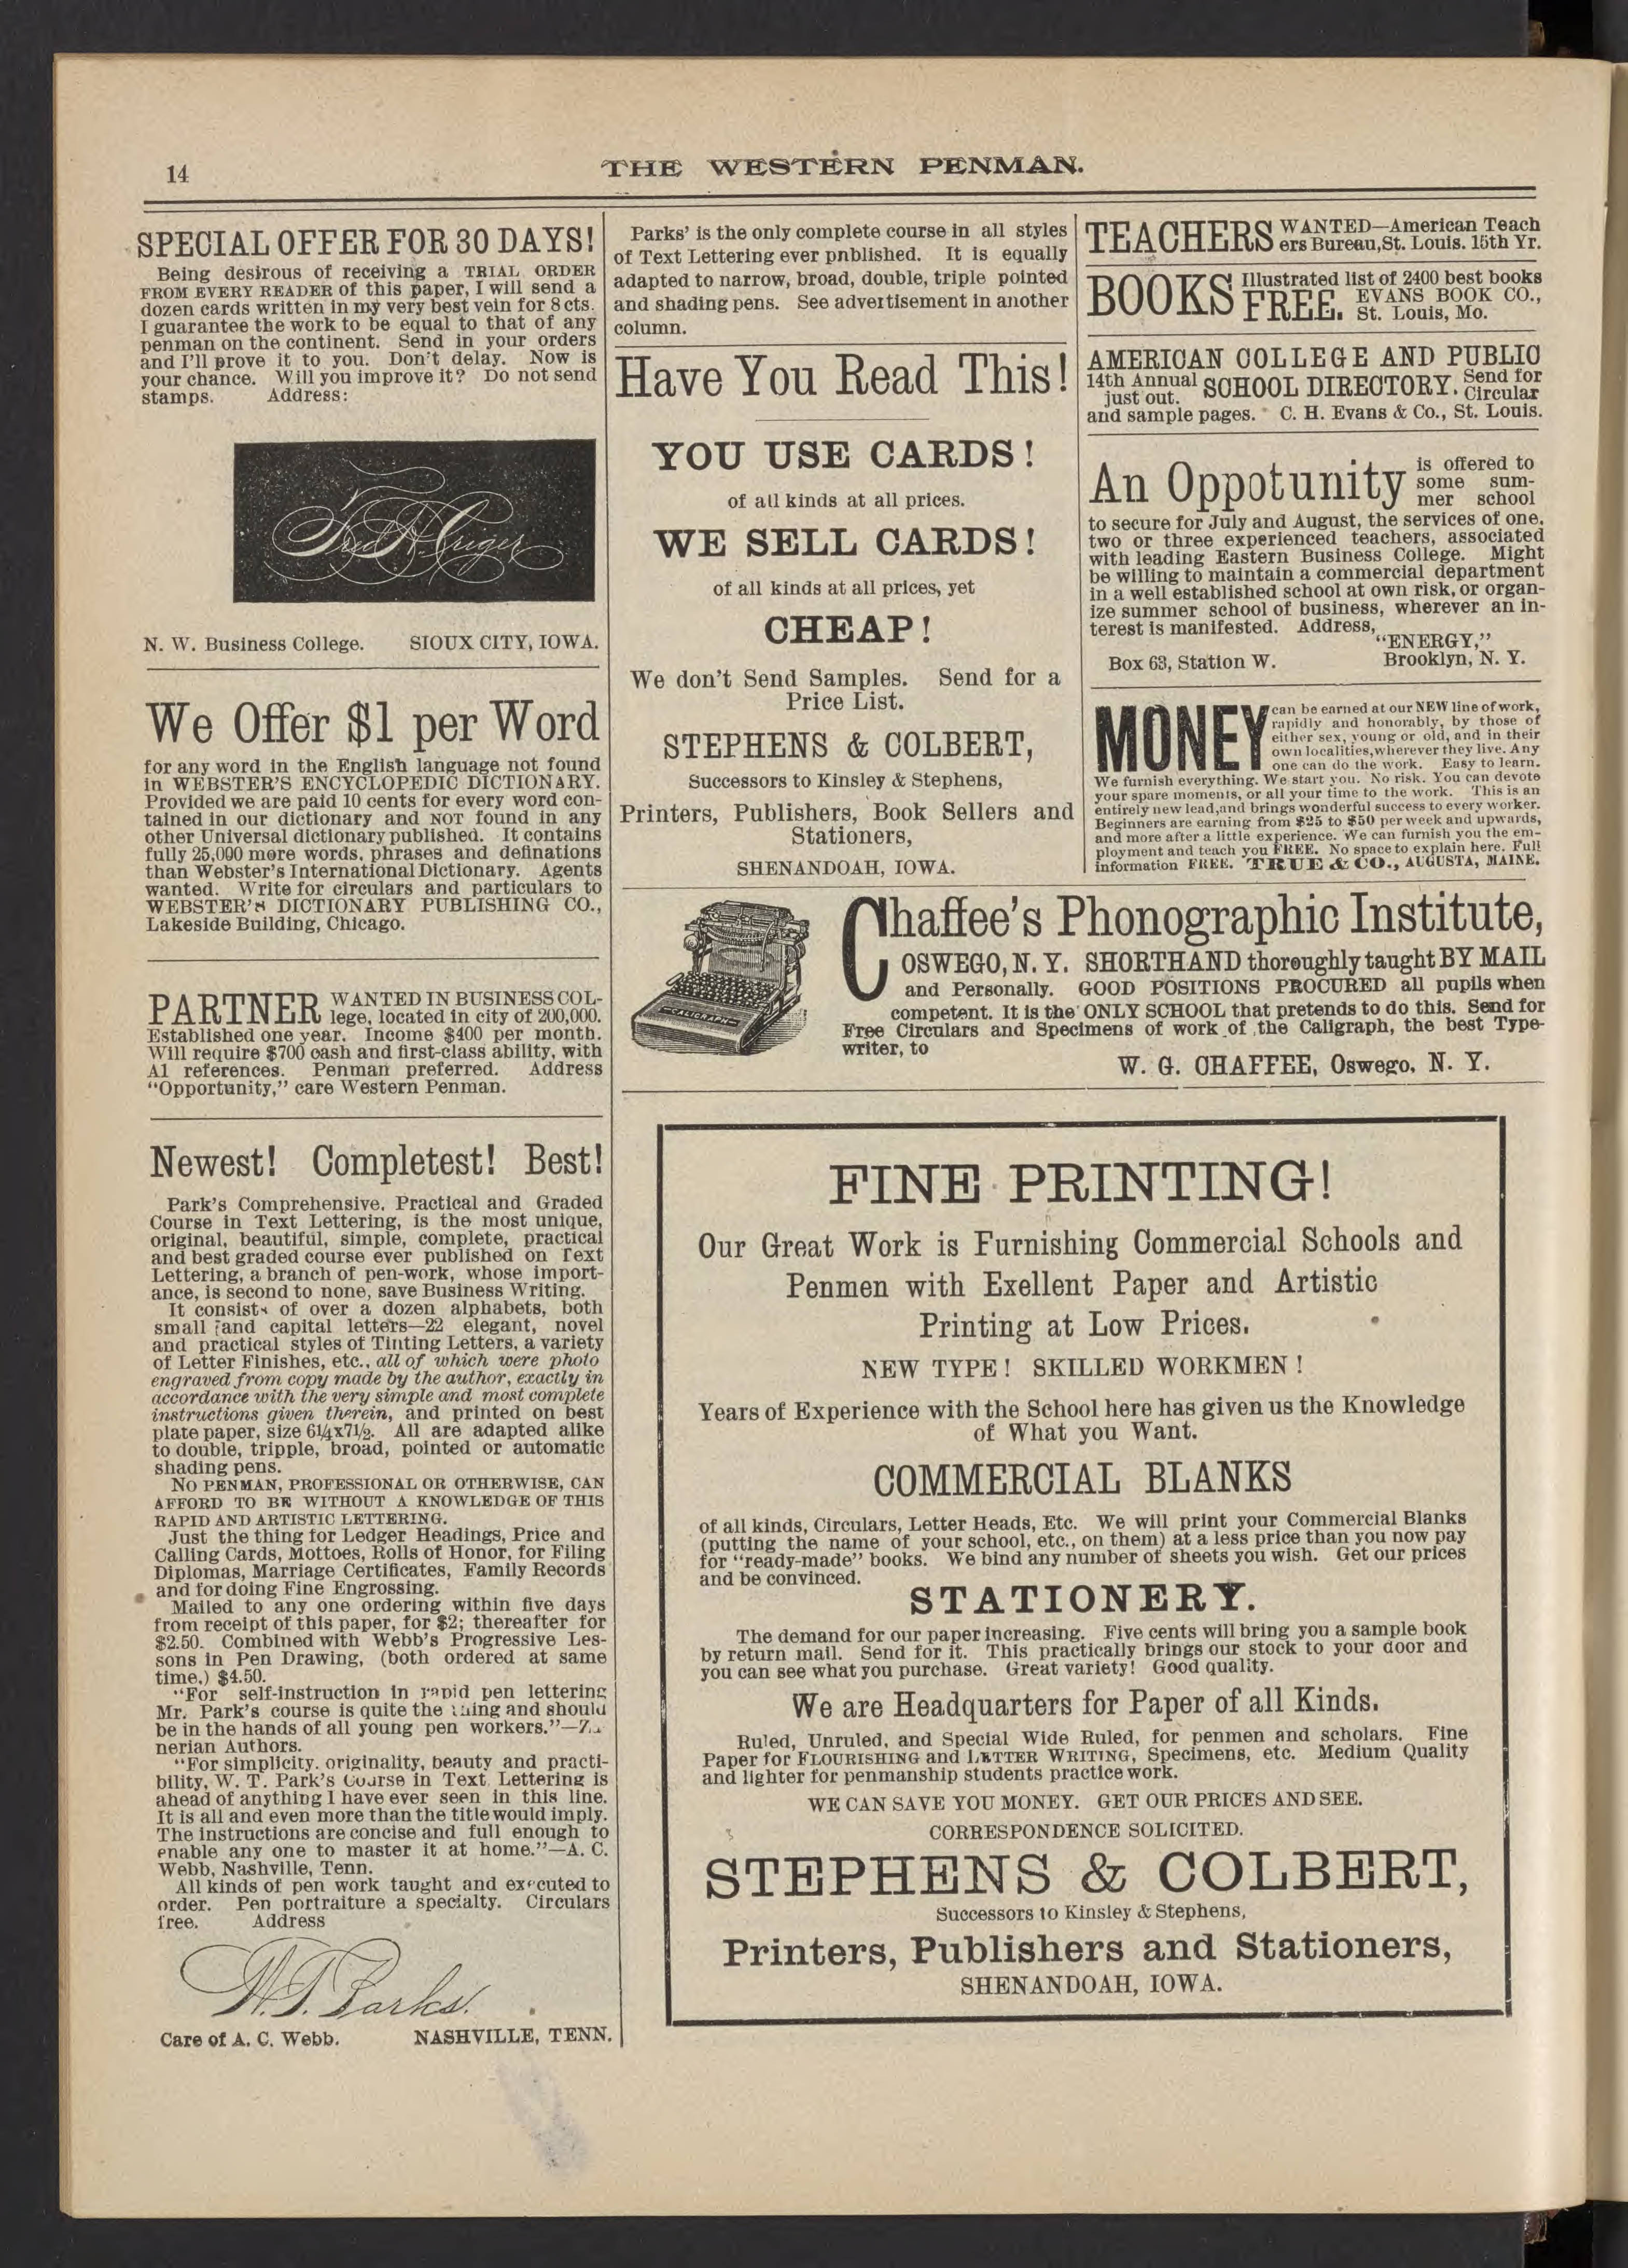 14
THE WESTERN PENMAN.
SPECIAL OFFER FOR 30 DAYS!
Being desirous of receiving a TRIAL ORDER
FROM EVERY READER of this paper, I will send a
dozen cards written in my very best vein for 8 cts.
I guarantee the work to be equal to that of any
penman on the continent. Send in your orders
and I'll prove it to you. Don't delay. Now is
your chance. Will you improve it? Do not send
stamps. Address:
Fred H. Criger
N. W. Business College. SIOUX CITY, IOWA.
We Offer $1 per Word
for any word in the English language not found
in WEBSTER'S ENCYCLOPEDIC DICTIONARY.
Provided we are paid 10 cents for every word con-
tained in our dictionary and NOT found in any
other Universal dictionary published. It contains
fully 25,000 more words, phrases and definations
than Webster's International Dictionary. Agents
wanted. Write for circulars and particulars to
WEBSTER'S DICTIONARY PUBLISHING CO.,
Lakeside Building, Chicago.
PARTNER WANTED IN BUSINESS COL-
lege, located in city of 200,000.
Established one year. Income $400 per month.
Will require $700 cash and first-class ability, with
A1 references. Penman preferred. Address
"Opportunity," care Western Penman.
Newest! Completest! Best!
Park's Comprehensive, Practical and Graded
Course in Text Lettering, is the most unique,
original, beautiful, simple, complete, practical
and best graded course ever published on Text
Lettering, a branch of pen-work, whose import-
ance, is second to none, save Business Writing.
It consists of over a dozen alphabets, both
small and capital letters—22 elegant, novel
and practical styles of Tinting Letters, a variety
of Letter Finishes, etc., all of which were photo
engraved from copy made by the author, exactly in
accordance with the very simple and most complete
instructions given therein, and printed on best
plate paper, size 6¼x7½. All are adapted alike
to double, tripple, broad, pointed or automatic
shading pens.
NO PENMAN, PROFESSIONAL OR OTHERWISE, CAN
AFFORD TO BE WITHOUT A KNOWLEDGE OF THIS
RAPID AND ARTISTIC LETTERING.
Just the thing for Ledger Headings, Price and
Calling Cards, Mottoes, Rolls of Honor, for Filing
Diplomas, Marriage Certificates, Family Records
and for doing Fine Engrossing.
Mailed to any one ordering within five days
from receipt of this paper, for $2; thereafter for
$2.50. Combined with Webb's Progressive Les-
sons in Pen Drawing, (both ordered at same
time,) $4.50.
"For self-instruction in rapid pen lettering
Mr. Park's course is quite the thing and should
be in the hands of all young pen workers."—Za-
nerian Authors.
"For simplicity, originality, beauty and practi-
bility, W. T. Park's Course in Text Lettering is
ahead of anything I have ever seen in this line.
It is all and even more than the title would imply.
The instructions are concise and full enough to
enable any one to master it at home."—A. C.
Webb, Nashville, Tenn.
All kinds of pen work taught and executed to
order. Pen portraiture a specialty. Circulars
free. Address
W. T. Parks.
Care of A. C. Webb. NASHVILLE, TENN.
Parks' is the only complete course in all styles
of Text Lettering ever pnblished. It is equally
adapted to narrow, broad, double, triple pointed
and shading pens. See advertisement in another
column.
Have You Read This!
YOU USE CARDS!
of all kinds at all prices.
WE SELL CARDS!
of all kinds at all prices, yet
CHEAP!
We don't Send Samples. Send for a
Price List.
STEPHENS & COLBERT,
Successors to Kinsley & Stephens,
Printers, Publishers, Book Sellers and
Stationers,
SHENANDOAH, IOWA.
TEACHERS WANTED—American Teach
ers Bureau, St. Louis. 15th Yr.
BOOKS Illustrated list of 2400 best books
FREE. EVANS BOOK CO.,
St. Louis, Mo.
AMERICAN COLLEGE AND PUBLIC
14th Annual just out. SCHOOL DIRECTORY. Send for Circular
and sample pages. C. H. Evans & Co., St. Louis.
An Oppotunity is offered to
some sum-
mer school
to secure for July and August, the services of one,
two or three experienced teachers, associated
with leading Eastern Business College. Might
be willing to maintain a commercial department
in a well established school at own risk, or organ-
ize summer school of business, wherever an in-
terest is manifested. Address,
"ENERGY,"
Box 63, Station W. Brooklyn, N. Y.
MONEY can be earned at our NEW line of work,
rapidly and honorably, by those of
either sex, young or old, and in their
own localities, wherever they live. Any
one can do the work. Easy to learn.
We furnish everything. We start you. No risk. You can devote
your spare moments, or all your time to the work. This is an
entirely new lead, and brings wonderful success to every worker.
Beginners are earning from $25 to $50 per week and upwards,
and more after a little experience. We can furnish you the em-
ployment and teach you FREE. No space to explain here. Full
information FREE. TRUE & CO., AUGUSTA, MAINE.
CALIGRAPH
Chaffee's Phonographic Institute,
OSWEGO, N. Y. SHORTHAND thoroughly taught BY MAIL
and Personally. GOOD POSITIONS PROCURED all pupils when
competent. It is the ONLY SCHOOL that pretends to do this. Send for
Free Circulars and Specimens of work of the Caligraph, the best Type-
writer, to
W. G. CHAFFEE, Oswego, N. Y.
FINE PRINTING!
Our Great Work is Furnishing Commercial Schools and
Penmen with Exellent Paper and Artistic
Printing at Low Prices.
NEW TYPE! SKILLED WORKMEN!
Years of Experience with the School here has given us the Knowledge
of What you Want.
COMMERCIAL BLANKS
of all kinds, Circulars, Letter Heads, Etc. We will print your Commercial Blanks
(putting the name of your school, etc., on them) at a less price than you now pay
for "ready-made" books. We bind any number of sheets you wish. Get our prices
and be convinced.
STATIONERY.
The demand for our paper increasing. Five cents will bring you a sample book
by return mail. Send for it. This practically brings our stock to your door and
you can see what you purchase. Great variety! Good quality.
We are Headquarters for Paper of all Kinds.
Ruled, Unruled, and Special Wide Ruled, for penmen and scholars. Fine
Paper for FLOURISHING and LETTER WRITING, Specimens, etc. Medium Quality
and lighter for penmanship students practice work.
WE CAN SAVE YOU MONEY. GET OUR PRICES AND SEE.
CORRESPONDENCE SOLICITED.
STEPHENS & COLBERT,
Successors to Kinsley & Stephens,
Printers, Publishers and Stationers,
SHENANDOAH, IOWA.